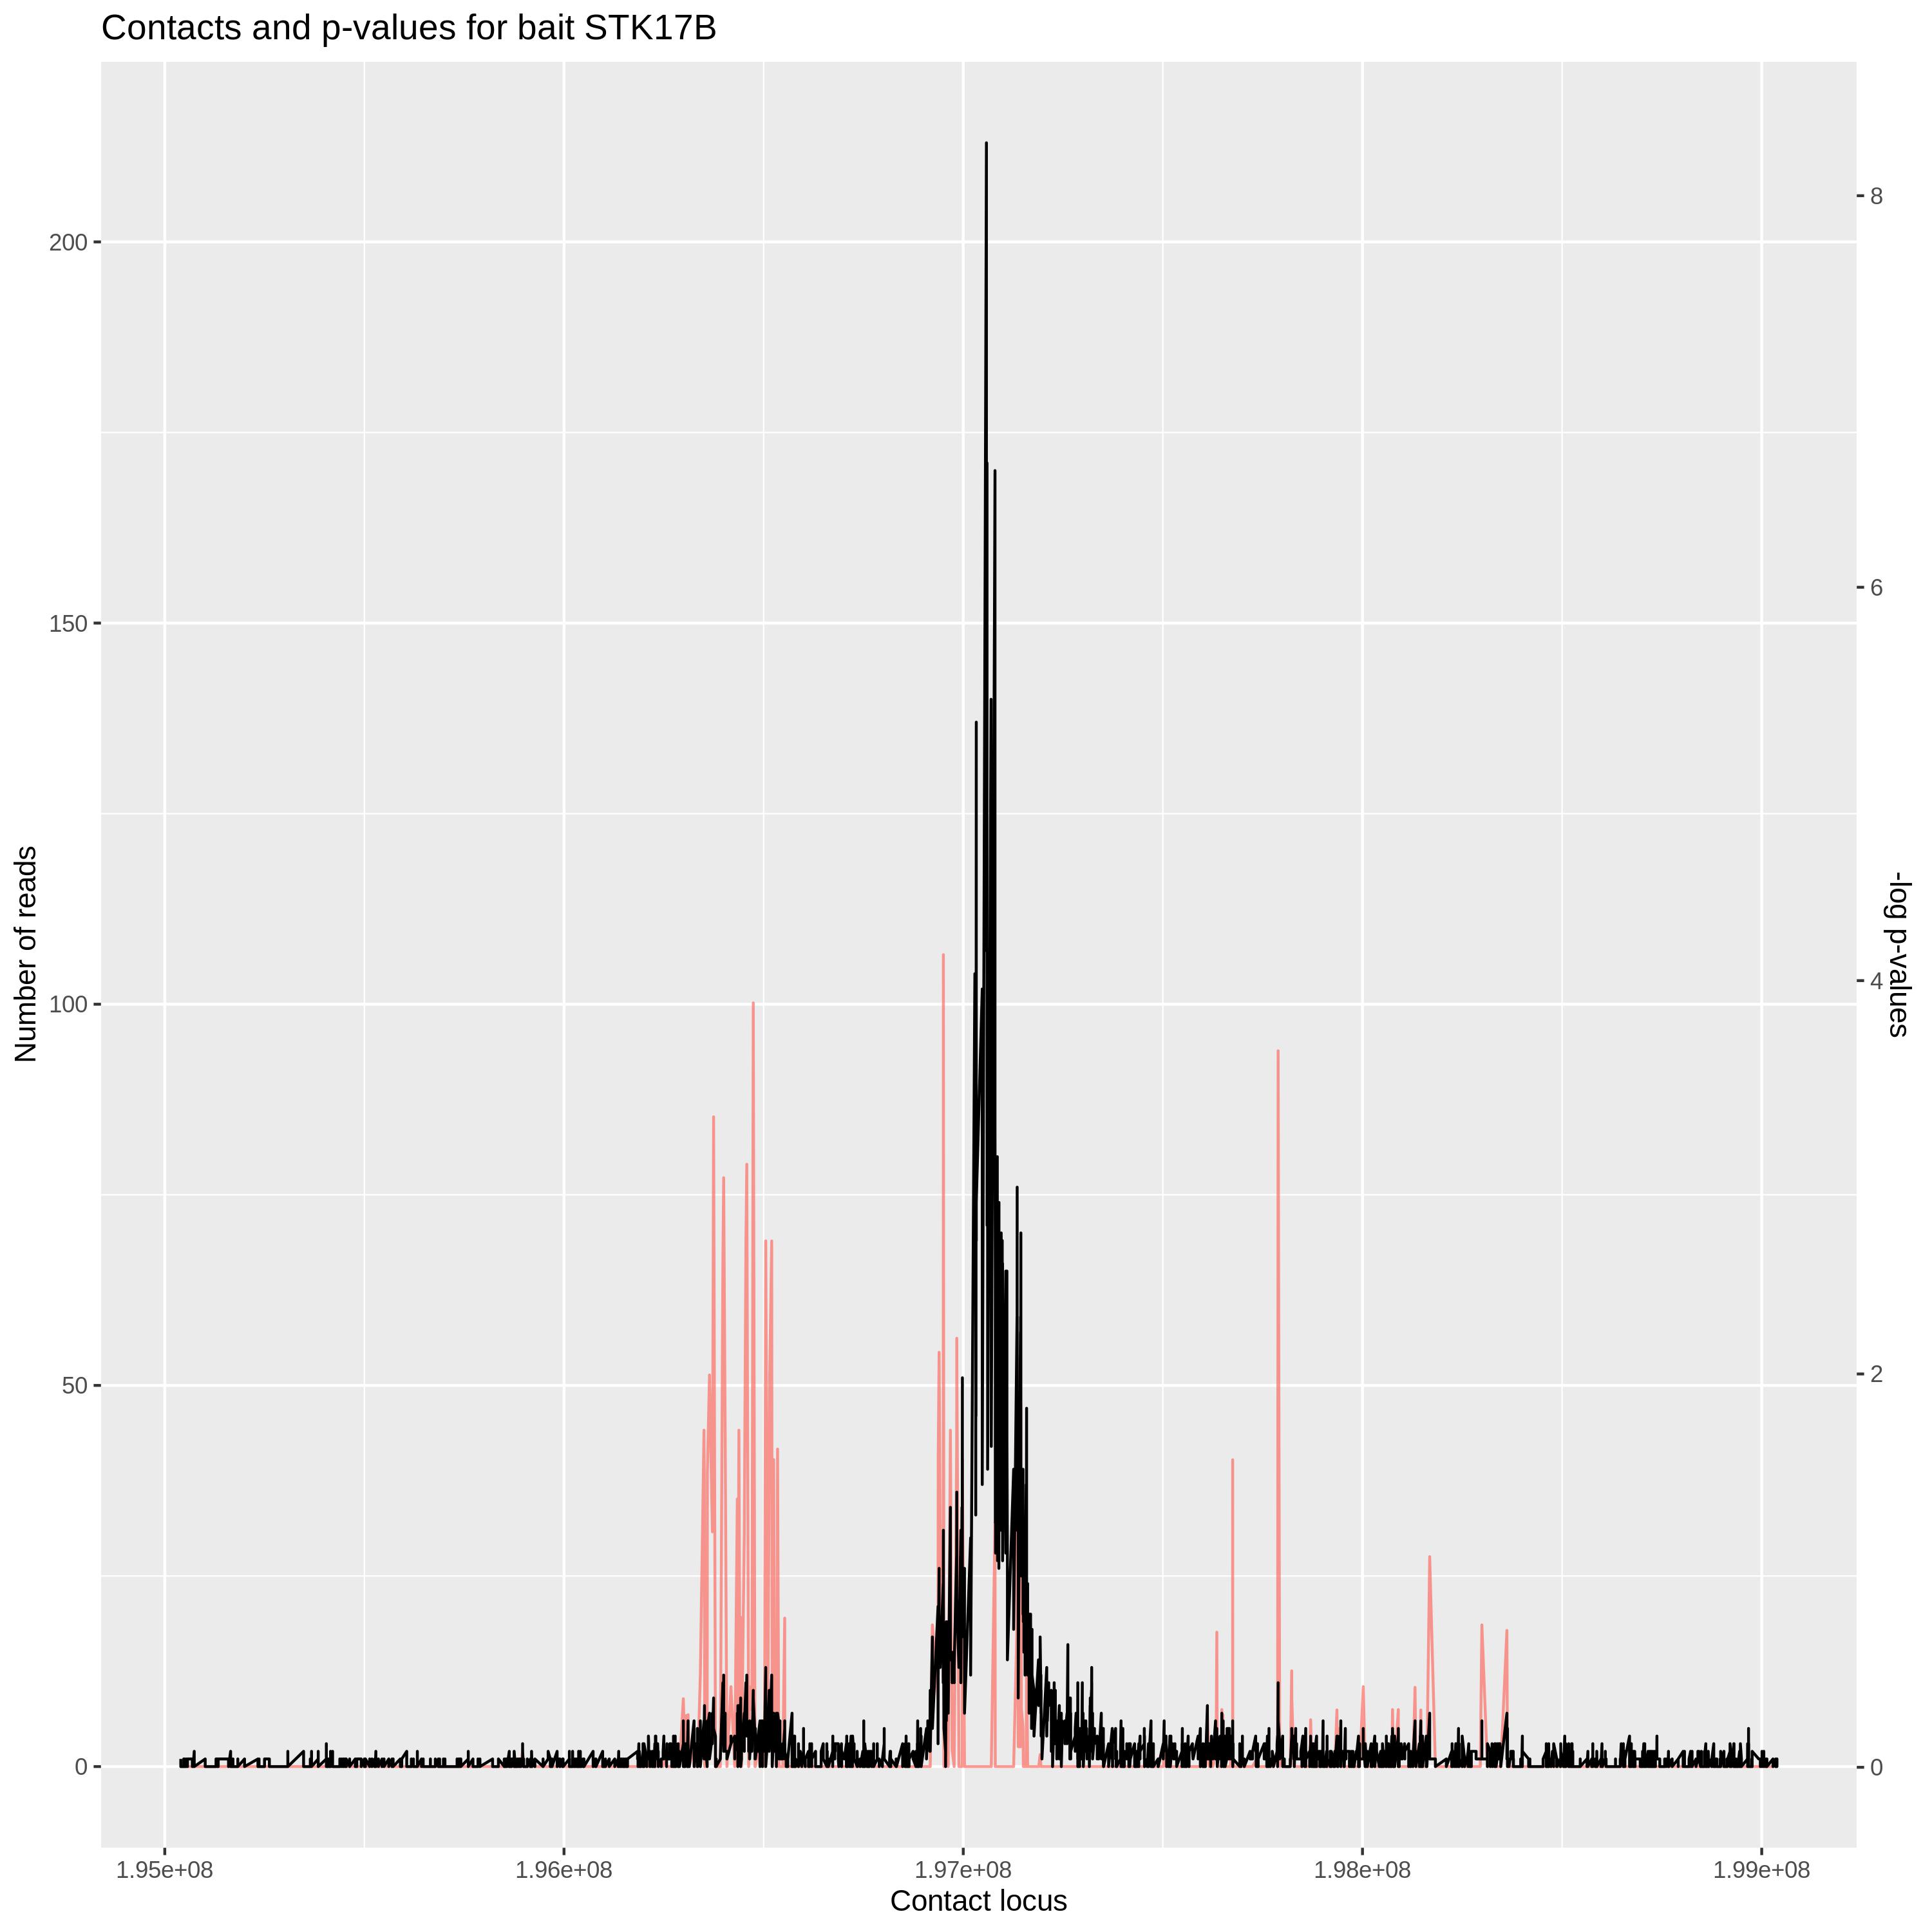 Contacts and p-values for bait STK17B
Number of reads
200
150
100
50
0
8
6
4
2
0
-log p-values
1.95e+08 1.96e+08 1.97e+08 1.98e+08 1.99e+08
Contact locus